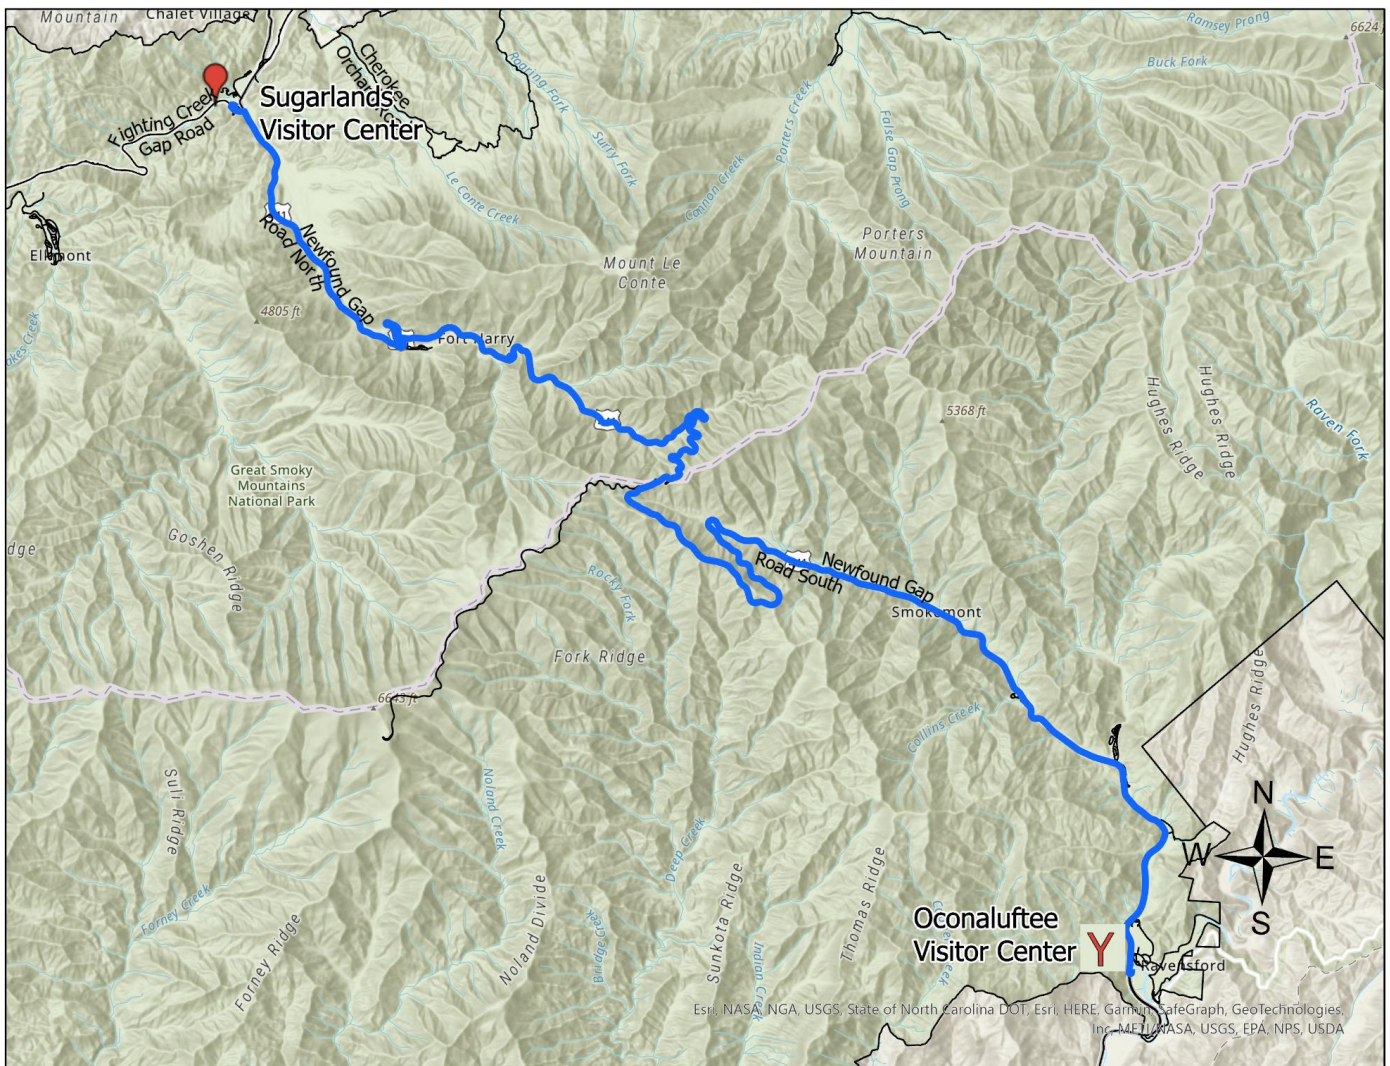 Mountain
Chalet Village
Ramsey Prong
6624 f
Buck Fork
Roaring Fork
Cherokee
Orchard
Sugarlands
Visitor Center
Fighting Creek
Gap Road
Porters Creek
False Gap Prong
Surry Fork
Cannon Creek
Le Conte Creek
Newfound Gap
Road North
Ellmont
Porters
Mountain
Mount Le
Conte
4805 ft
Fort Harry
Hughes Ridge
Hughes Ridge
Raven Fork
5368 ft
Great Smoky
Mountains
National Park
Goshen Ridge
dge
Rocky Fork
Newfound Gap
Road South
Smokemont
Fork Ridge
Hughes Ridge
6643 ft
Collins Creek
Suli Ridge
Noland Creek
Deep Creek
N
W
E
S
Forney Creek
Forney Ridge
Noland Divide
Sunkota Ridge
Indian Creek
Thomas Ridge
Oconaluftee
Visitor Center
Y
Ravensford
Esri, NASA, NGA, USGS, State of North Carolina DOT, Esri, HERE, Garmin, SafeGraph, GeoTechnologies,
Inc, METI/NASA, USGS, EPA, NPS, USDA